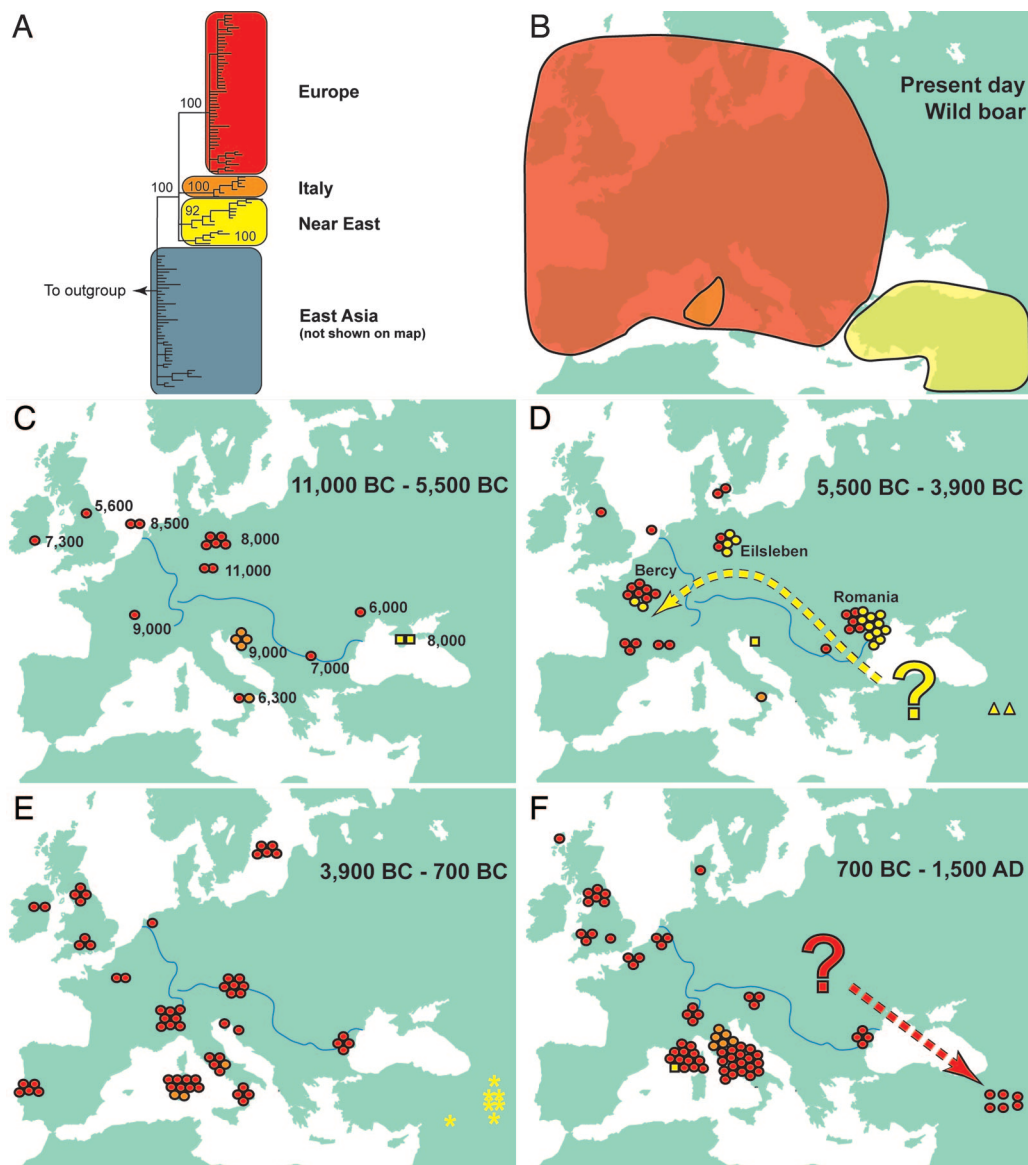 A
100
Europe
100
100
Italy
92
Near East
100
To outgroup
East Asia
(not shown on map)
B
Present day
Wild boar
C
11,000 BC - 5,500 BC
5,600
8,500
7,300
8,000
11,000
9,000
6,000
9,000
7,000
8,000
6,300
D
5,500 BC - 3,900 BC
Eilsleben
Bercy
Romania
?
E
3,900 BC - 700 BC
* * * * * * * *
F
700 BC - 1,500 AD
?